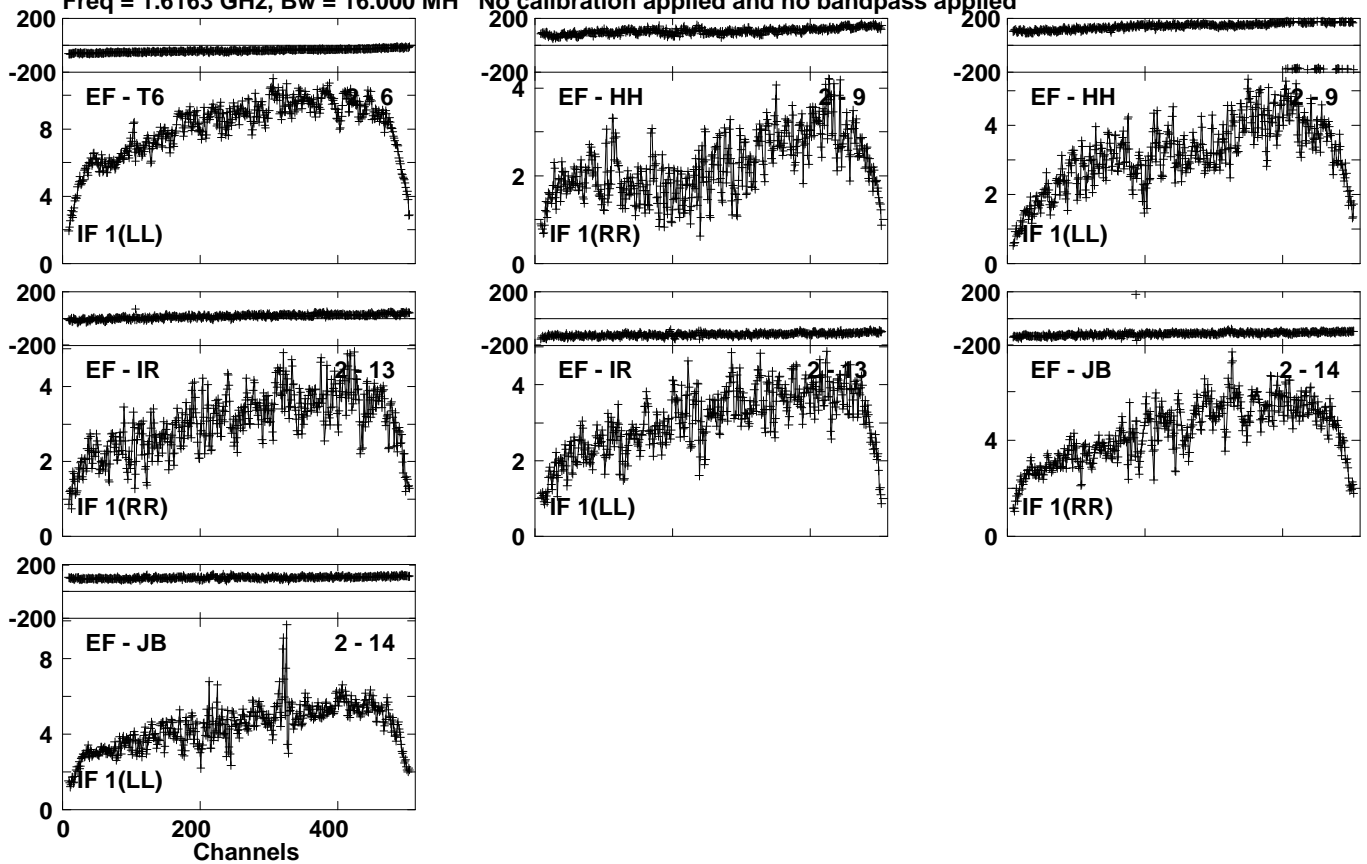 Freq = 1.6163 GHz, Bw = 16.000 MH No calibration applied and no bandpass applied
200
-200
EF - T6 2 - 6
8
4
IF 1(LL)
0
200
-200
4
EF - HH 2 - 9
2
IF 1(RR)
0
200
-200
EF - HH 2 - 9
4
2
IF 1(LL)
0
200
-200
EF - IR 2 - 13
4
2
IF 1(RR)
0
200
-200
EF - IR 2 - 13
4
2
IF 1(LL)
0
200
-200
EF - JB 2 - 14
4
IF 1(RR)
0
200
-200
EF - JB 2 - 14
8
4
IF 1(LL)
0
0 200 400
Channels